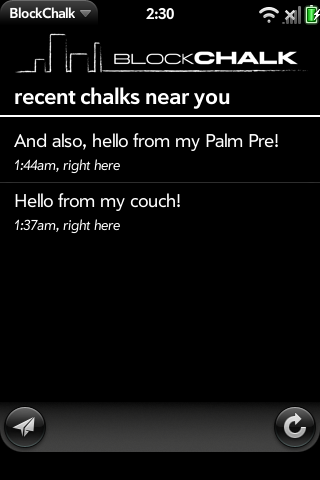 BlockChalk 2:30
BLOCKCHALK
recent chalks near you
And also, hello from my Palm Pre!
1:44am, right here
Hello from my couch!
1:37am, right here